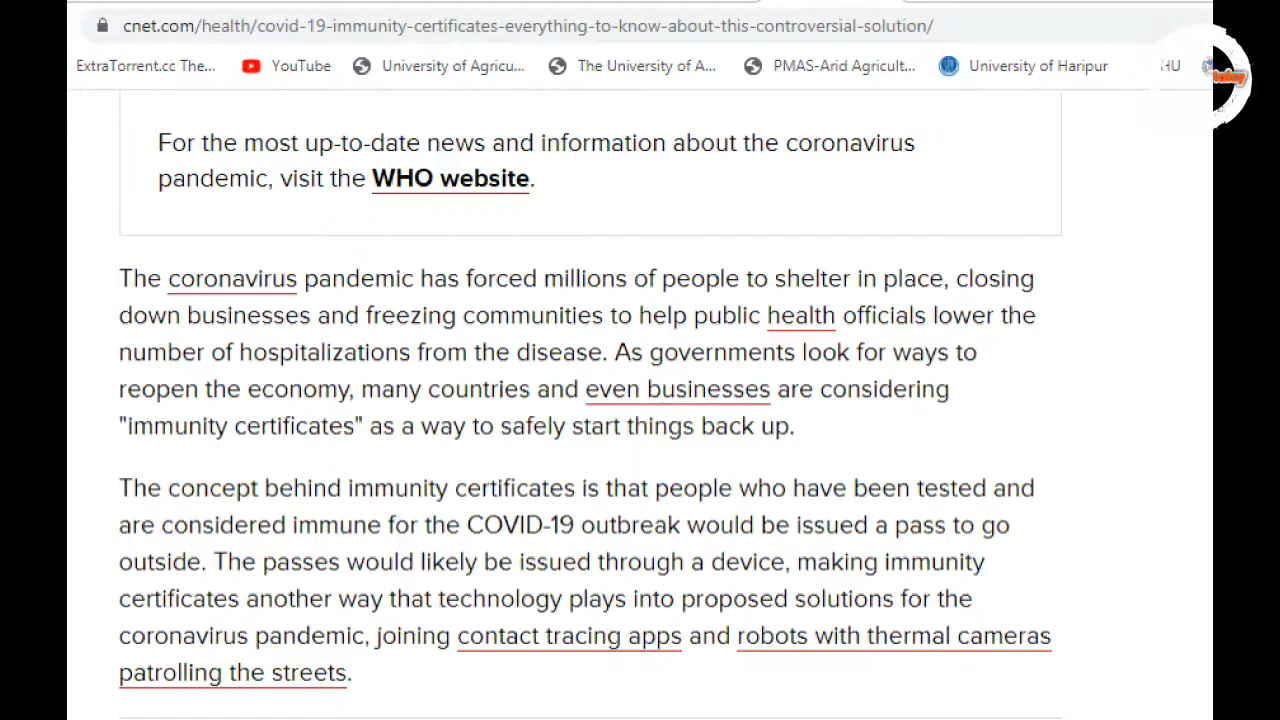 cnet.com/health/covid-19-immunity-certificates-everything-to-know-about-this-controversial-solution/
ExtraTorrent.cc The... YouTube University of Agricu... The University of A... PMAS-Arid Agricult... University of Haripur HU
For the most up-to-date news and information about the coronavirus
pandemic, visit the WHO website.
The coronavirus pandemic has forced millions of people to shelter in place, closing
down businesses and freezing communities to help public health officials lower the
number of hospitalizations from the disease. As governments look for ways to
reopen the economy, many countries and even businesses are considering
"immunity certificates" as a way to safely start things back up.
The concept behind immunity certificates is that people who have been tested and
are considered immune for the COVID-19 outbreak would be issued a pass to go
outside. The passes would likely be issued through a device, making immunity
certificates another way that technology plays into proposed solutions for the
coronavirus pandemic, joining contact tracing apps and robots with thermal cameras
patrolling the streets.